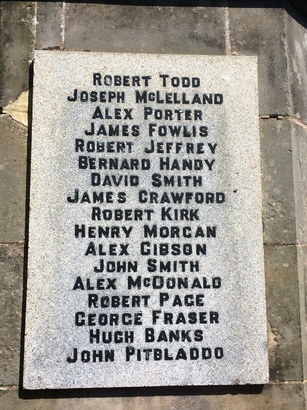 ROBERT TODD
JOSEPH McLELLAND
ALEX PORTER
JAMES FOWLIS
ROBERT JEFFREY
BERNARD HANDY
DAVID SMITH
JAMES CRAWFORD
ROBERT KIRK
HENRY MORGAN
ALEX GIBSON
JOHN SMITH
ALEX McDONALD
ROBERT PAGE
GEORGE FRASER
HUGH BANKS
JOHN PITBLADDO